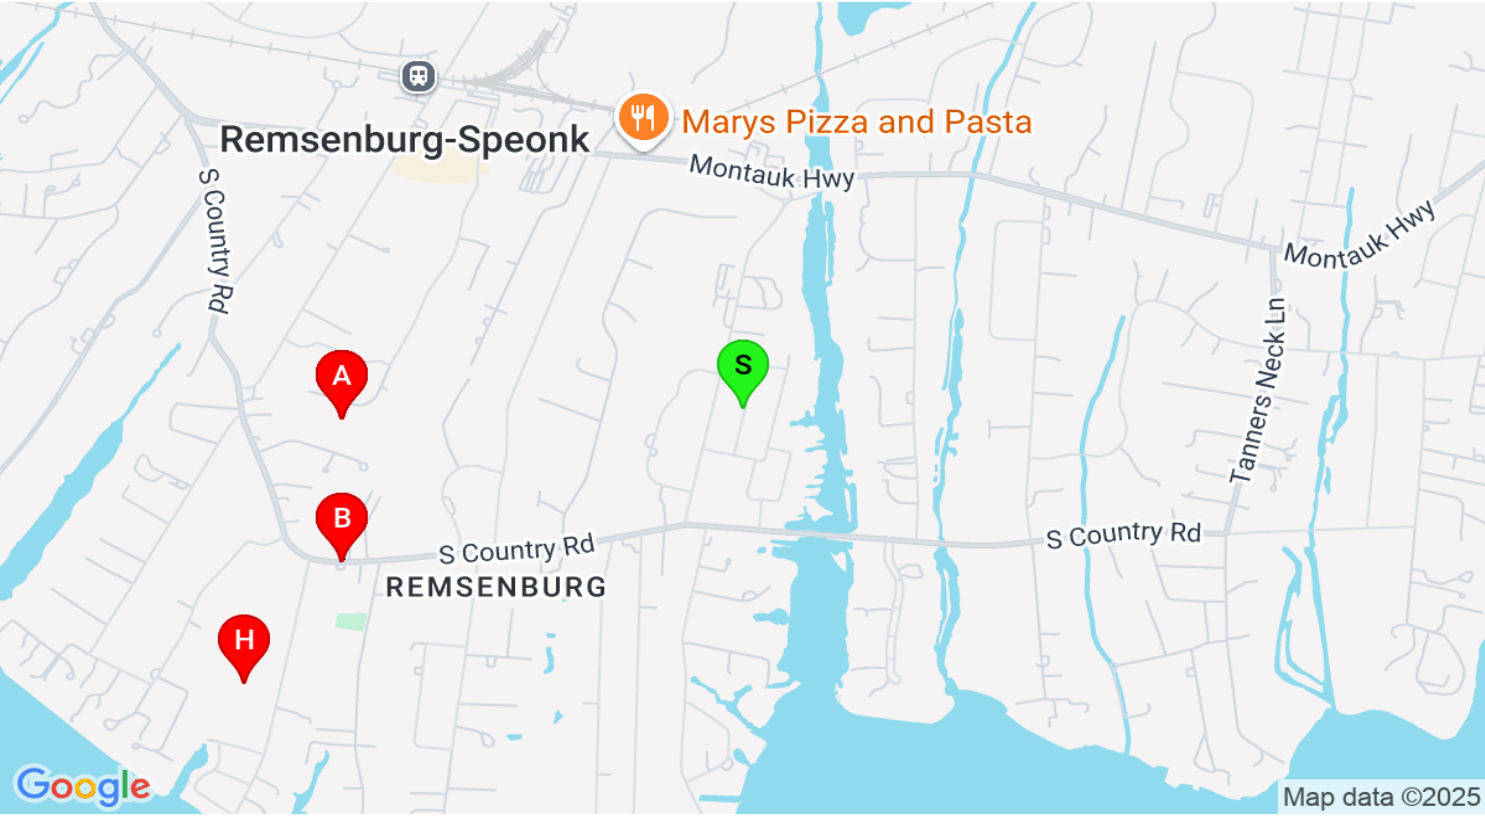 Marys Pizza and Pasta
Remsenburg-Speonk
Montauk Hwy
S Country Rd
Montauk Hwy
Tanners Neck Ln
S
A
B
S Country Rd
S Country Rd
REMSENBURG
H
Google
Map data ©2025